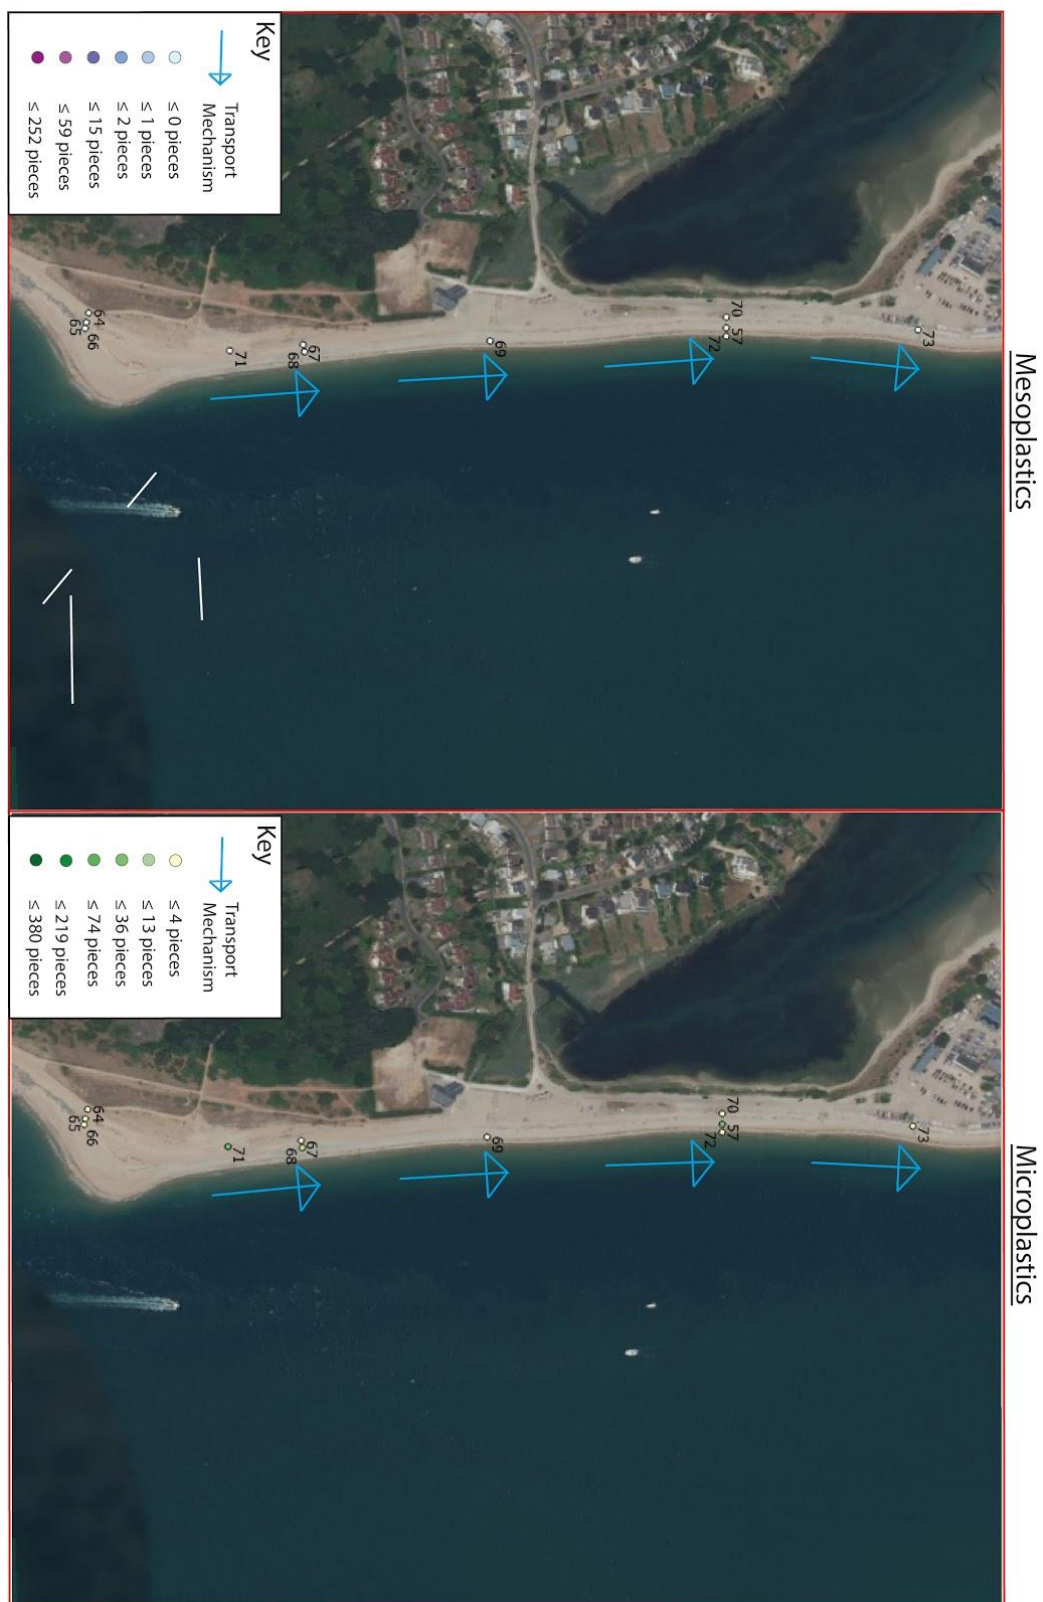 Mesoplastics
Key
Transport
Mechanism
≤ 0 pieces
≤ 1 pieces
≤ 2 pieces
≤ 15 pieces
≤ 59 pieces
≤ 252 pieces
64
65
66
71
67
68
69
70
57
72
73
Microplastics
Key
Transport
Mechanism
≤ 4 pieces
≤ 13 pieces
≤ 36 pieces
≤ 74 pieces
≤ 219 pieces
≤ 380 pieces
64
65
66
71
67
68
69
70
57
72
73